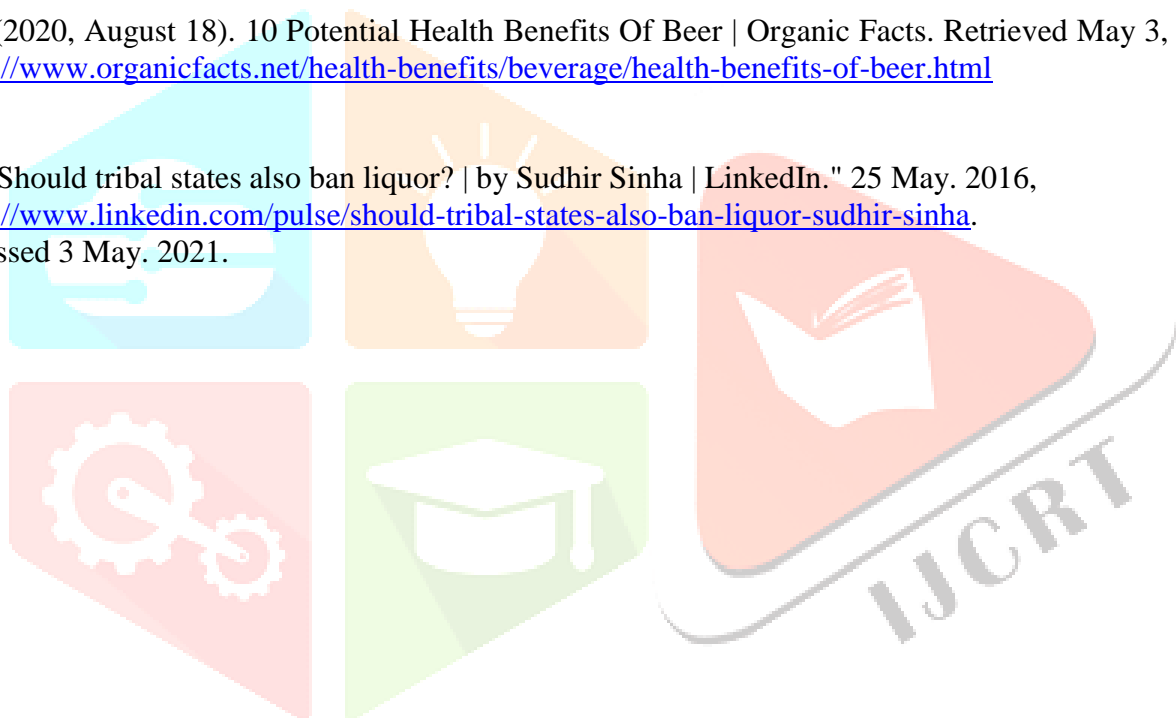 (2020, August 18). 10 Potential Health Benefits Of Beer | Organic Facts. Retrieved May 3,
://www.organicfacts.net/health-benefits/beverage/health-benefits-of-beer.html
Should tribal states also ban liquor? | by Sudhir Sinha | LinkedIn." 25 May. 2016,
://www.linkedin.com/pulse/should-tribal-states-also-ban-liquor-sudhir-sinha.
ssed 3 May. 2021.
IJCRT